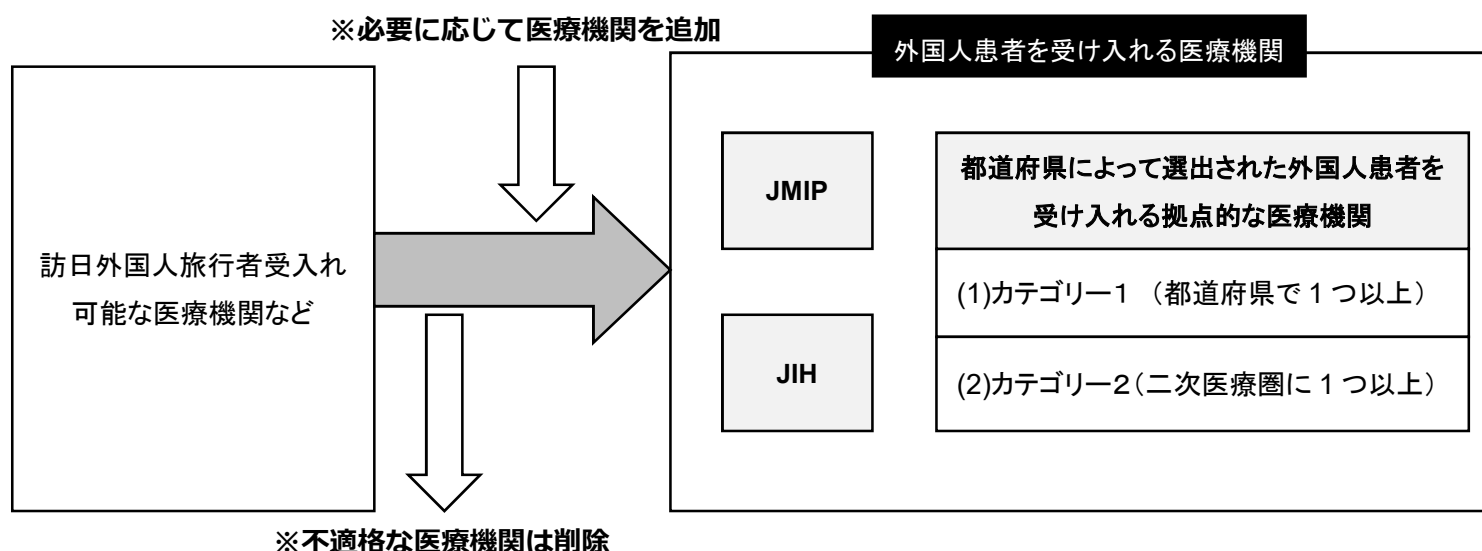 ※必要に応じて医療機関を追加
外国人患者を受け入れる医療機関
訪日外国人旅行者受入れ
可能な医療機関など
JMIP
JIH
都道府県によって選出された外国人患者を
受け入れる拠点的な医療機関
(1)カテゴリー1 （都道府県で1つ以上）
(2)カテゴリー2（二次医療圏に1つ以上）
※不適格な医療機関は削除